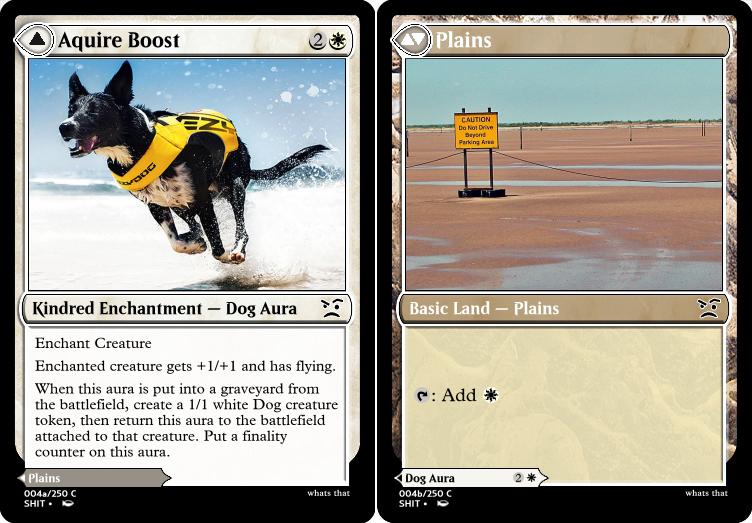 Aquire Boost
2
Kindred Enchantment — Dog Aura
Enchant Creature
Enchanted creature gets +1/+1 and has flying.
When this aura is put into a graveyard from
the battlefield, create a 1/1 white Dog creature
token, then return this aura to the battlefield
attached to that creature. Put a finality
counter on this aura.
Plains
004a/250 C
SHIT •
whats that
Plains
CAUTION
Do Not Drive
Beyond
Parking Area
Basic Land — Plains
: Add
Dog Aura
2
004b/250 C
SHIT •
whats that